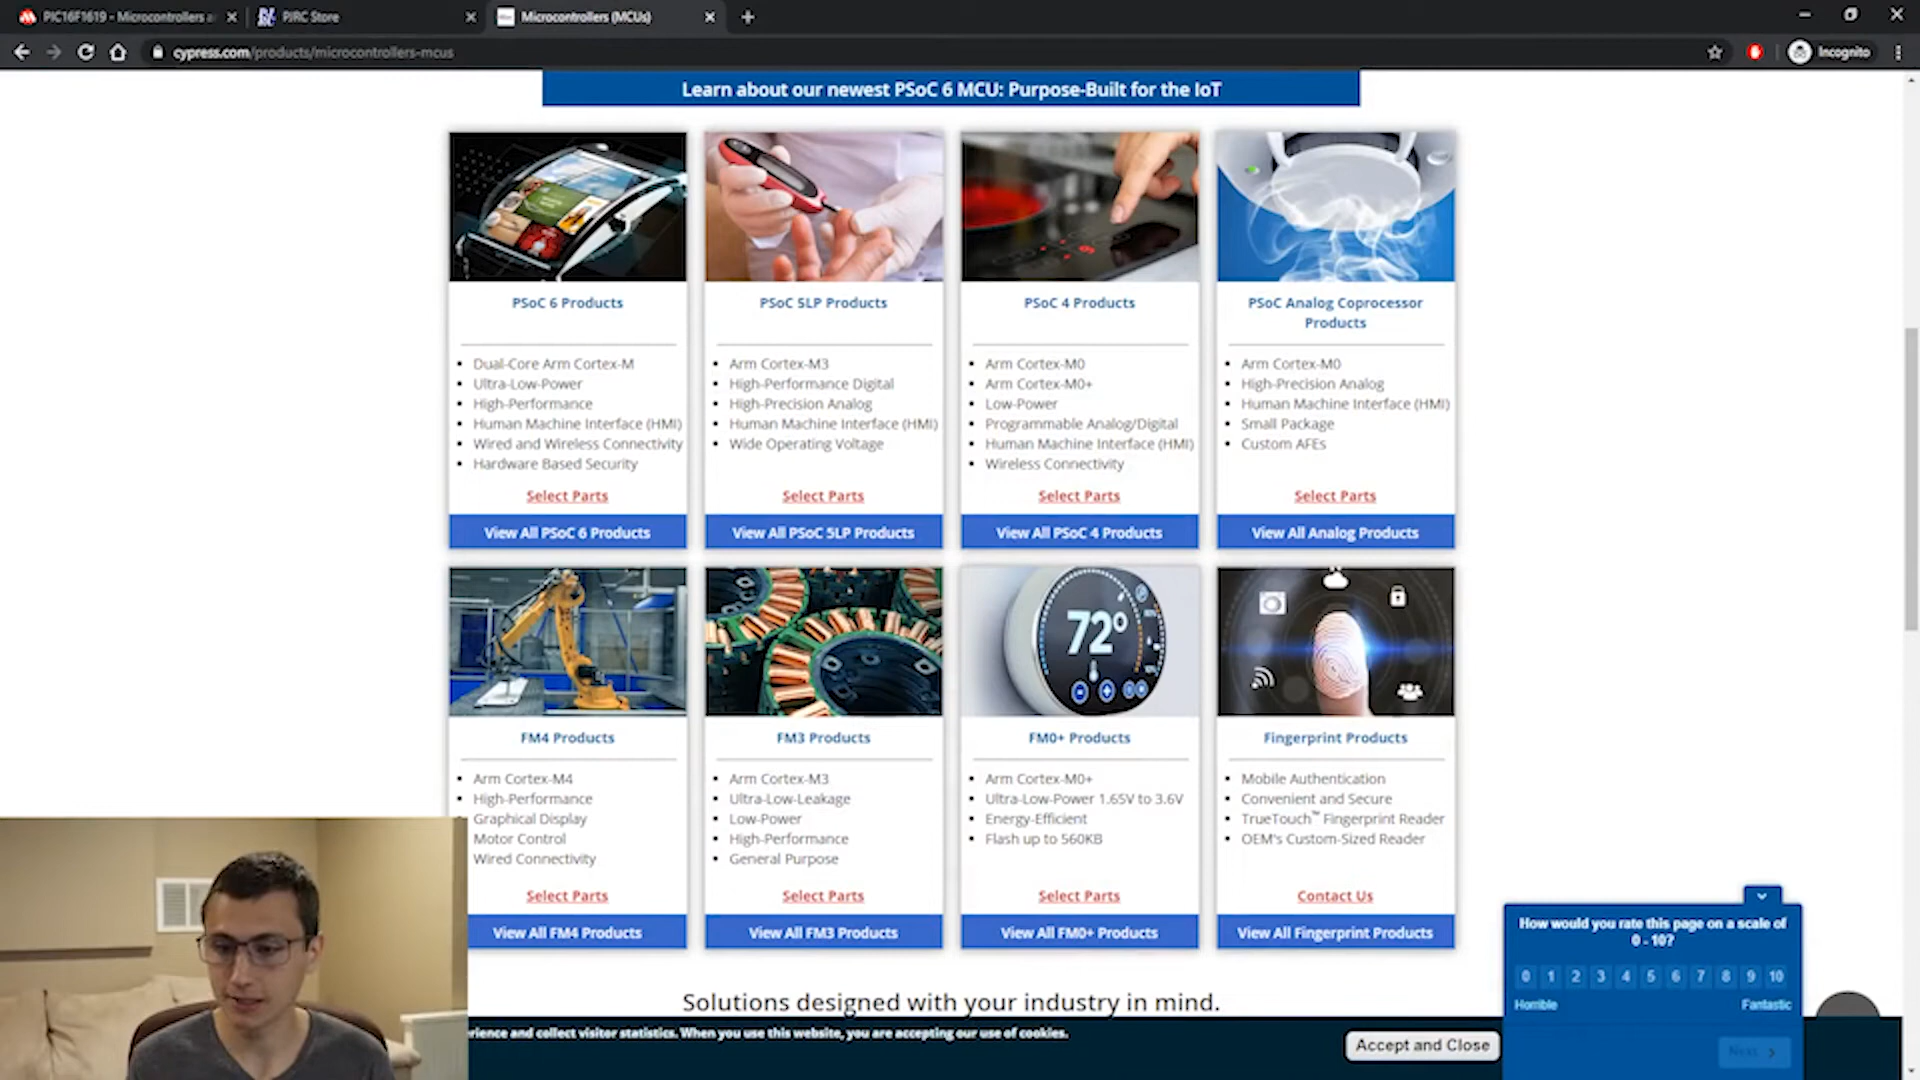 PIC16F1619 - Microcontrollers a
PJRC Store
Microcontrollers (MCUs)
cypress.com/products/microcontrollers-mcus
Incognito
Learn about our newest PSoC 6 MCU: Purpose-Built for the IoT
PSoC 6 Products
Dual-Core Arm Cortex-M
Ultra-Low-Power
High-Performance
Human Machine Interface (HMI)
Wired and Wireless Connectivity
Hardware Based Security
Select Parts
View All PSoC 6 Products
PSoC 5LP Products
Arm Cortex-M3
High-Performance Digital
High-Precision Analog
Human Machine Interface (HMI)
Wide Operating Voltage
Select Parts
View All PSoC 5LP Products
PSoC 4 Products
Arm Cortex-M0
Arm Cortex-M0+
Low-Power
Programmable Analog/Digital
Human Machine Interface (HMI)
Wireless Connectivity
Select Parts
View All PSoC 4 Products
PSoC Analog Coprocessor
Products
Arm Cortex-M0
High-Precision Analog
Human Machine Interface (HMI)
Small Package
Custom AFEs
Select Parts
View All Analog Products
FM4 Products
Arm Cortex-M4
High-Performance
Graphical Display
Motor Control
Wired Connectivity
Select Parts
View All FM4 Products
FM3 Products
Arm Cortex-M3
Ultra-Low-Leakage
Low-Power
High-Performance
General Purpose
Select Parts
View All FM3 Products
72°
FM0+ Products
Arm Cortex-M0+
Ultra-Low-Power 1.65V to 3.6V
Energy-Efficient
Flash up to 560KB
Select Parts
View All FM0+ Products
Fingerprint Products
Mobile Authentication
Convenient and Secure
TrueTouch™ Fingerprint Reader
OEM's Custom-Sized Reader
Contact Us
View All Fingerprint Products
Solutions designed with your industry in mind.
rience and collect visitor statistics. When you use this website, you are accepting our use of cookies.
Accept and Close
How would you rate this page on a scale of
0 - 10?
0 1 2 3 4 5 6 7 8 9 10
Horrible Fantastic
Next